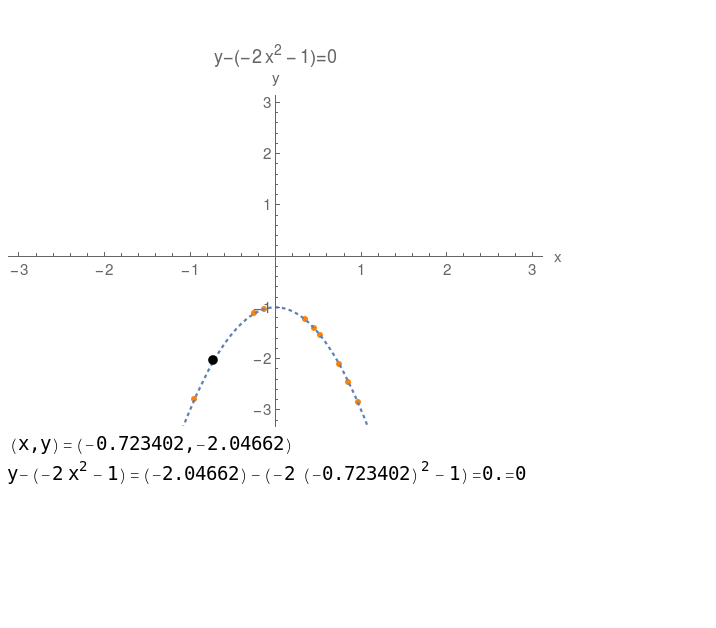 y−(−2 x² − 1)=0
y
3
2
1
−3 −2 −1 1 2 3 x
−1
−2
−3
(x,y)=(−0.723402,−2.04662)
y−(−2 x² − 1)=(−2.04662)−(−2 (−0.723402)² − 1)=0.=0